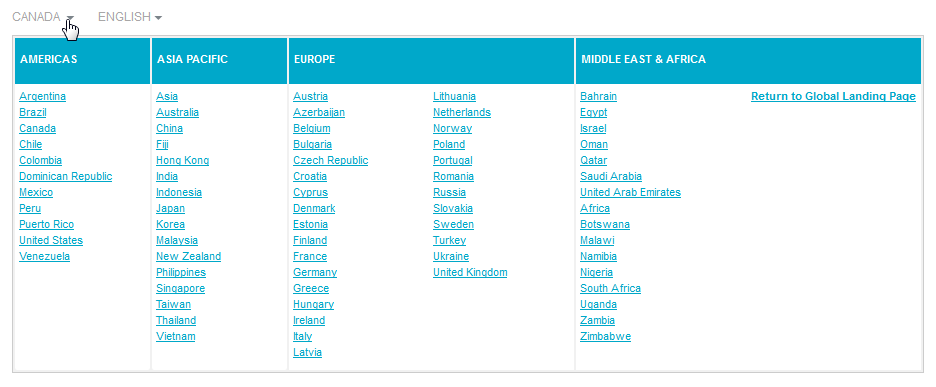 CANADA
ENGLISH
AMERICAS
Argentina
Brazil
Canada
Chile
Colombia
Dominican Republic
Mexico
Peru
Puerto Rico
United States
Venezuela
ASIA PACIFIC
Asia
Australia
China
Fiji
Hong Kong
India
Indonesia
Japan
Korea
Malaysia
New Zealand
Philippines
Singapore
Taiwan
Thailand
Vietnam
EUROPE
Austria
Azerbaijan
Belgium
Bulgaria
Czech Republic
Croatia
Cyprus
Denmark
Estonia
Finland
France
Germany
Greece
Hungary
Ireland
Italy
Latvia
Lithuania
Netherlands
Norway
Poland
Portugal
Romania
Russia
Slovakia
Sweden
Turkey
Ukraine
United Kingdom
MIDDLE EAST & AFRICA
Bahrain
Egypt
Israel
Oman
Qatar
Saudi Arabia
United Arab Emirates
Africa
Botswana
Malawi
Namibia
Nigeria
South Africa
Uganda
Zambia
Zimbabwe
Return to Global Landing Page